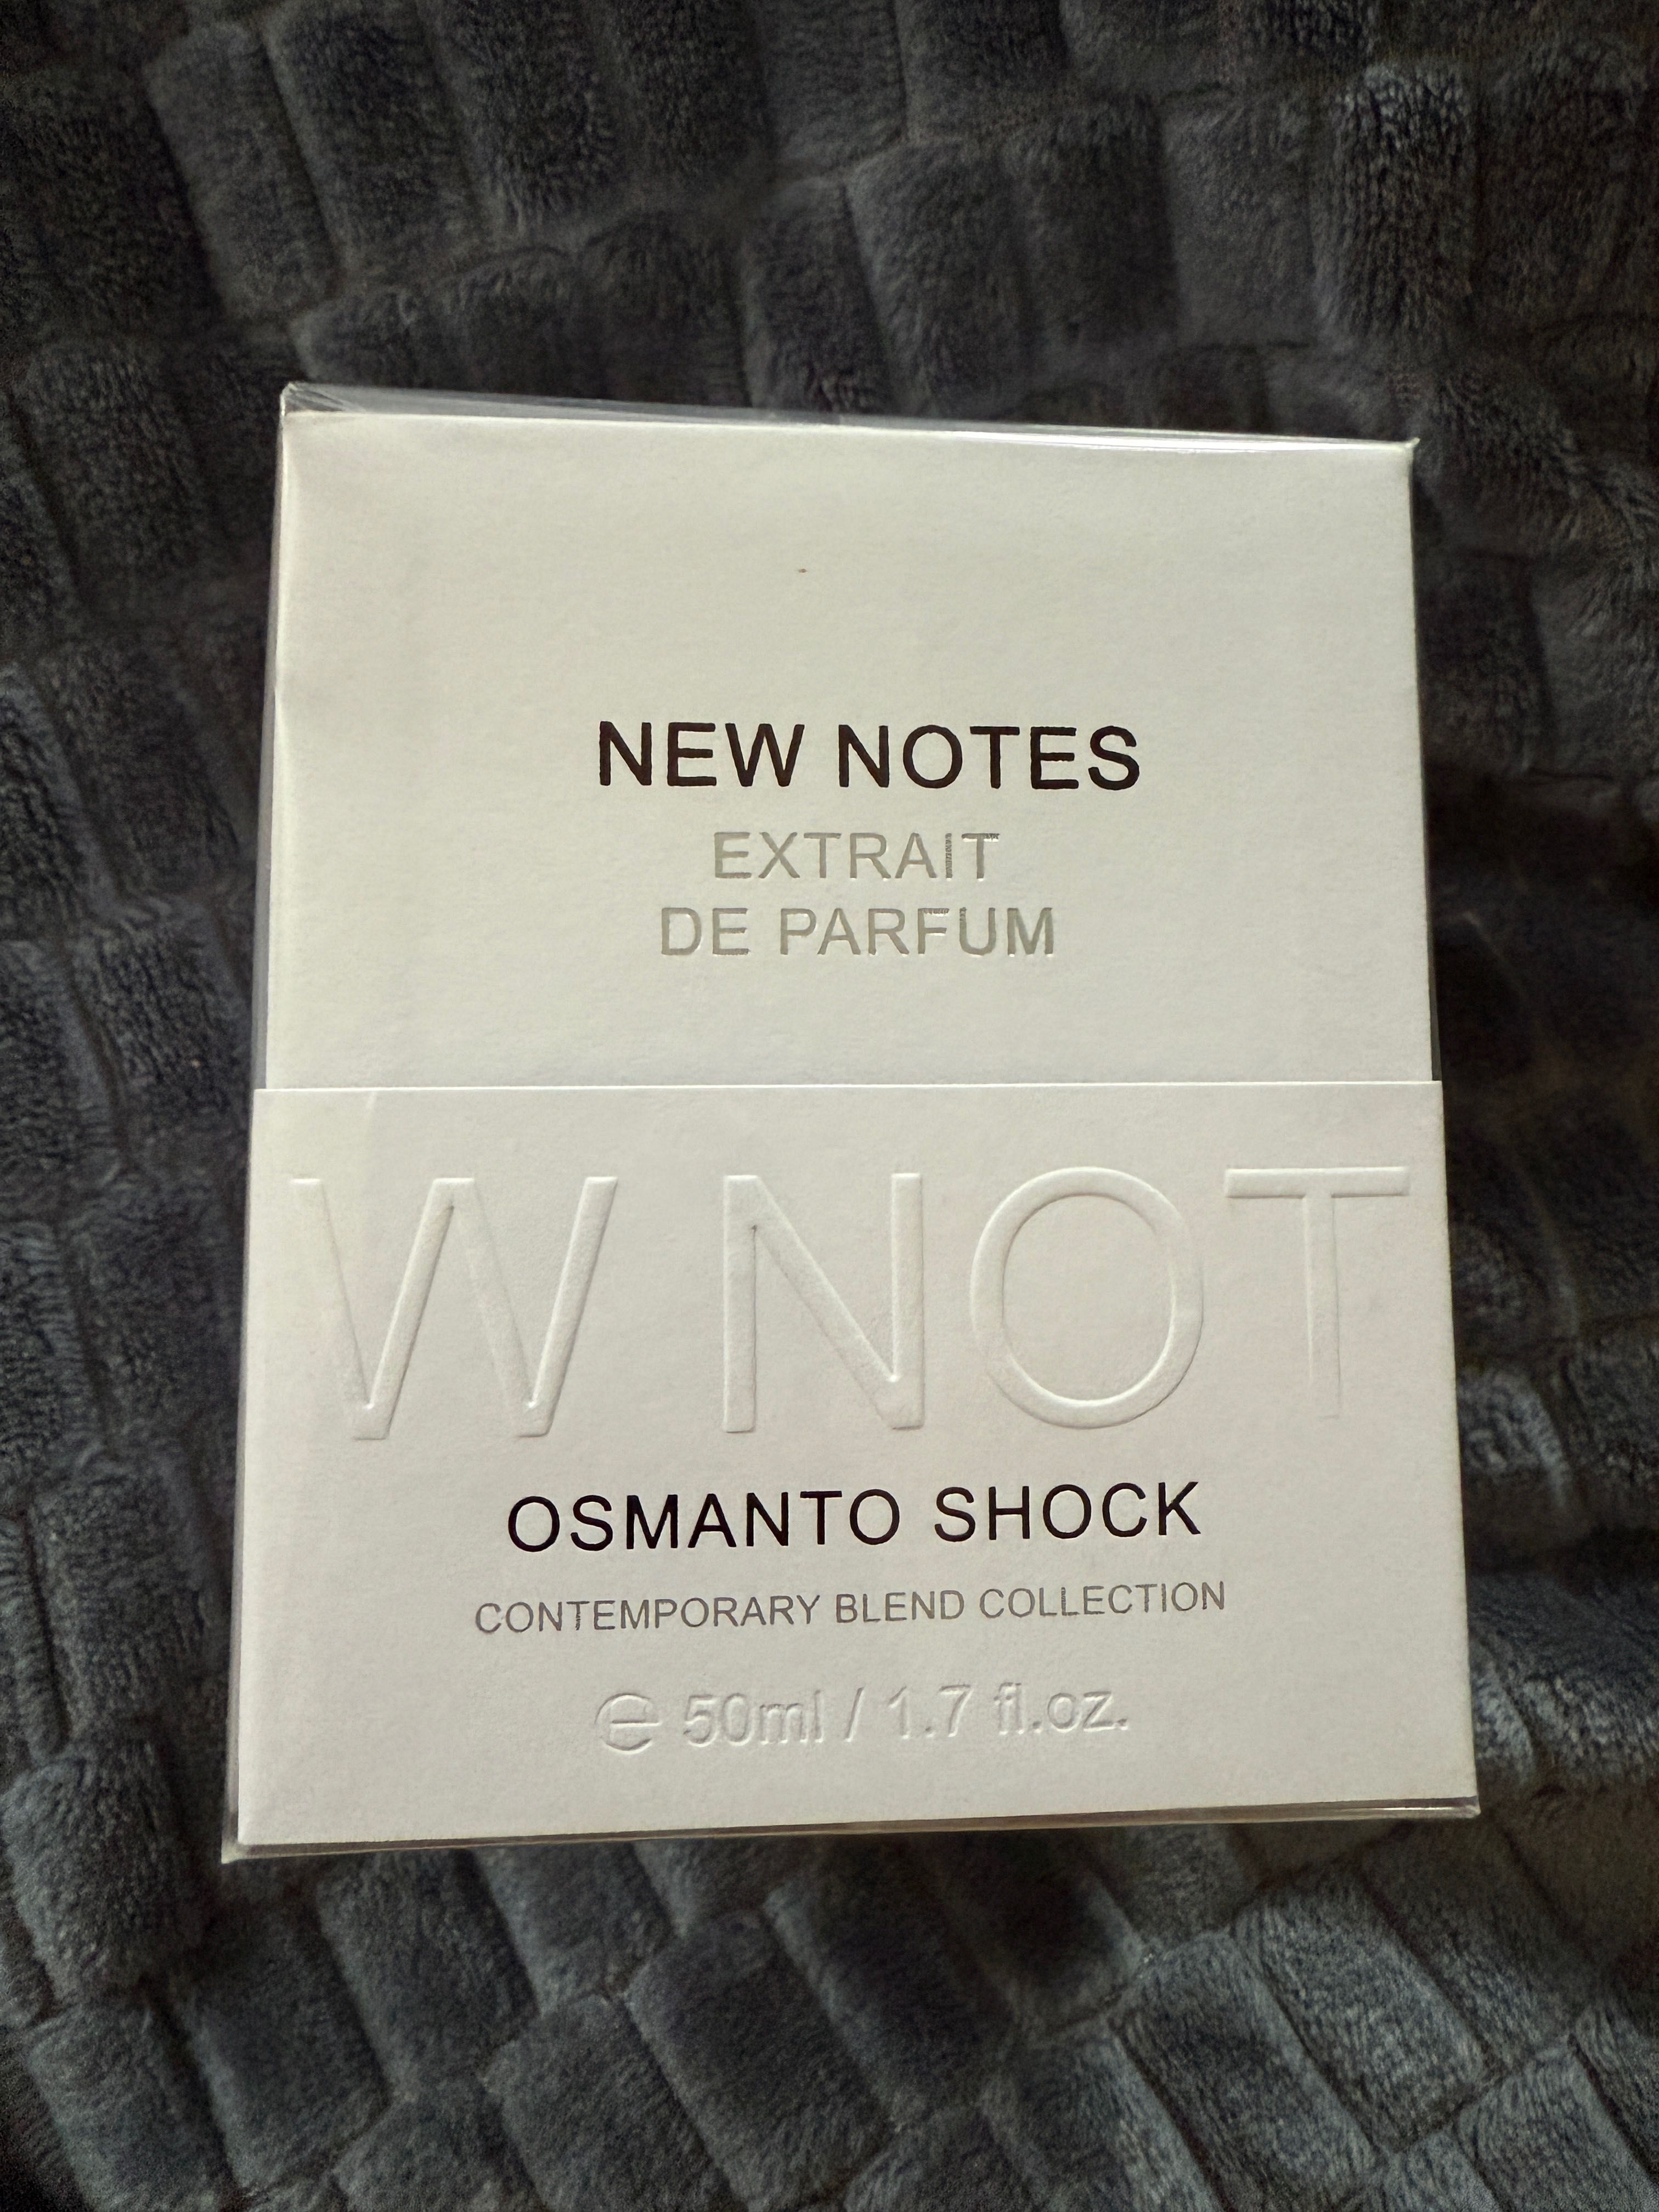 NEW NOTES
EXTRAIT
DE PARFUM
W NOT
OSMANTO SHOCK
CONTEMPORARY BLEND COLLECTION
℮ 50ml / 1.7 fl.oz.